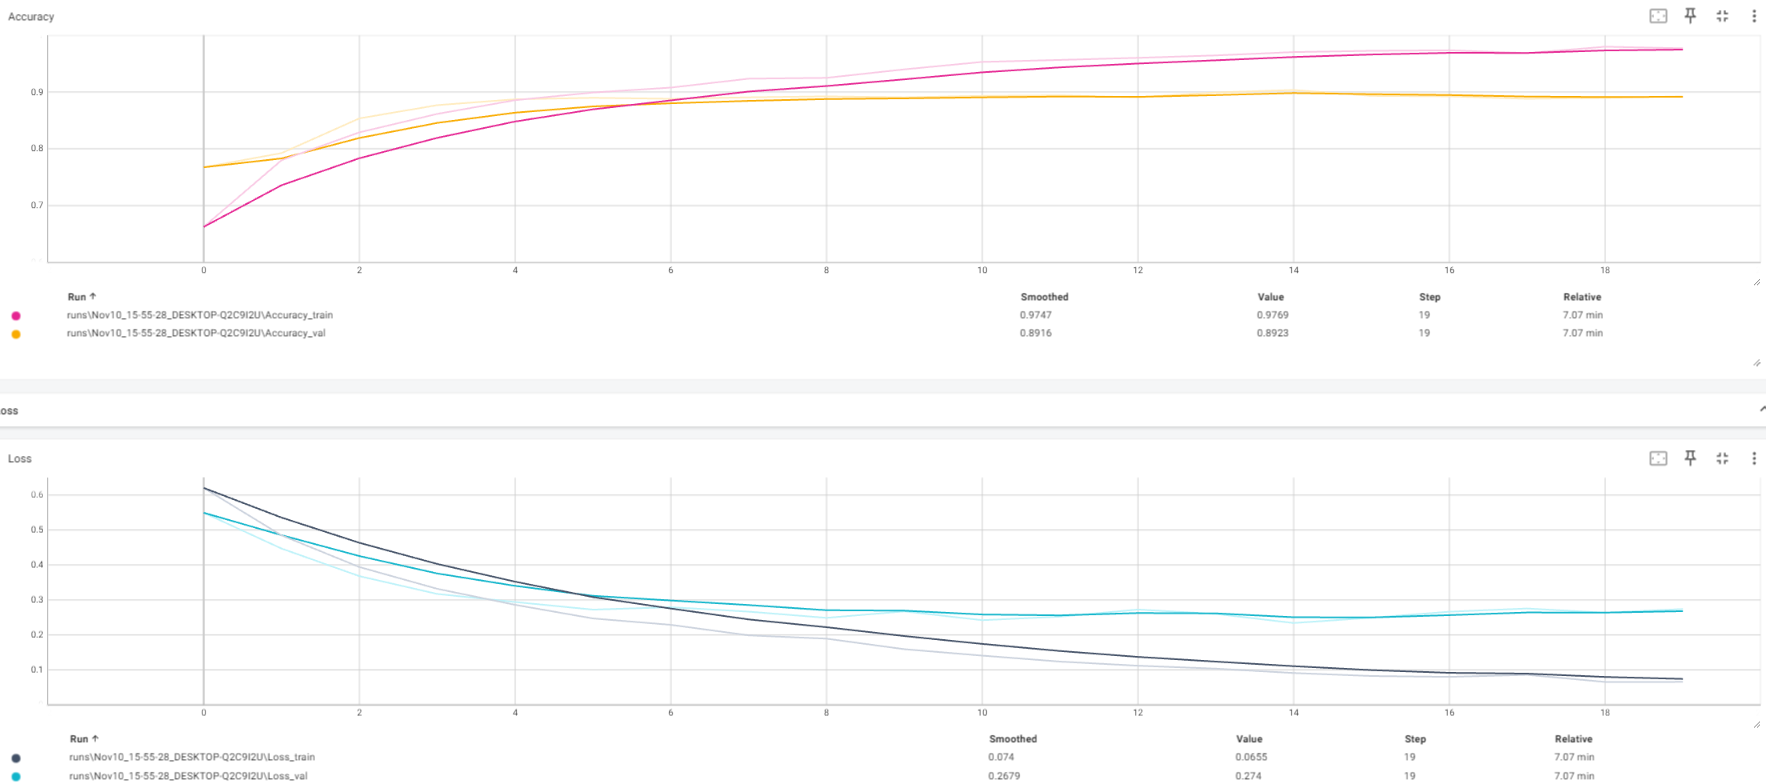 Accuracy
0.9
0.8
0.7
0 2 4 6 8 10 12 14 16 18
Run ↑ Smoothed Value Step Relative
runs\Nov10_15-55-28_DESKTOP-Q2C9I2U\Accuracy_train 0.9747 0.9769 19 7.07 min
runs\Nov10_15-55-28_DESKTOP-Q2C9I2U\Accuracy_val 0.8916 0.8923 19 7.07 min
oss
Loss
0.6
0.5
0.4
0.3
0.2
0.1
0 2 4 6 8 10 12 14 16 18
Run ↑ Smoothed Value Step Relative
runs\Nov10_15-55-28_DESKTOP-Q2C9I2U\Loss_train 0.074 0.0655 19 7.07 min
runs\Nov10_15-55-28_DESKTOP-Q2C9I2U\Loss_val 0.2679 0.274 19 7.07 min